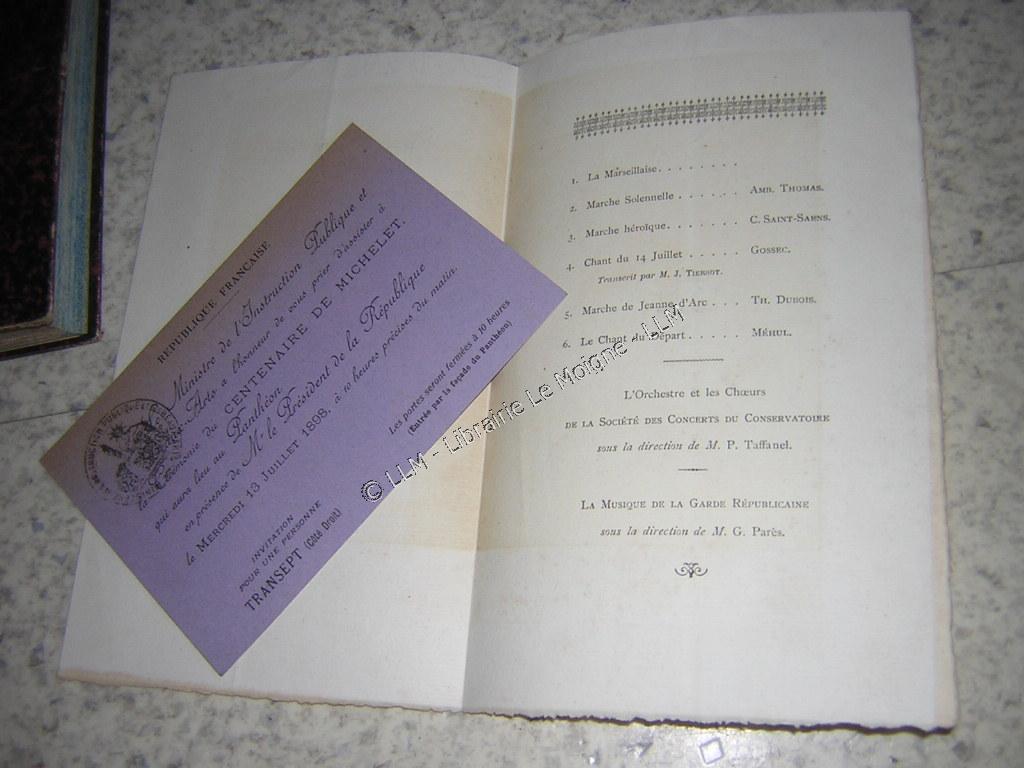 RÉPUBLIQUE FRANÇAISE
Ministre de l'Instruction Publique et
Arts a l'honneur de vous prier d'assister à
la Cérémonie du CENTENAIRE DE MICHELET.
qui aura lieu au Panthéon
en présence de Mr le Président de la République
le MERCREDI 13 JUILLET 1898, à 10 heures précises du matin.
Les portes seront fermées à 10 heures
(Entrée par la façade du Panthéon)
INVITATION
POUR UNE PERSONNE
TRANSEPT (Côté Droit)
1. La Marseillaise. . . . . . . .
2. Marche Solennelle . . . . . . Amb. Thomas.
3. Marche héroïque. . . . . . . C. Saint-Saens.
4. Chant du 14 Juillet . . . . . Gossec.
Transcrit par M. J. Tiersot.
5. Marche de Jeanne d'Arc . . . Th. Dubois.
6. Le Chant du Départ . . . . . Méhul.
L'Orchestre et les Chœurs
de la Société des Concerts du Conservatoire
sous la direction de M. P. Taffanel.
La Musique de la Garde Républicaine
sous la direction de M. G. Parès.
© LLM - Librairie Le Moigne - LLM